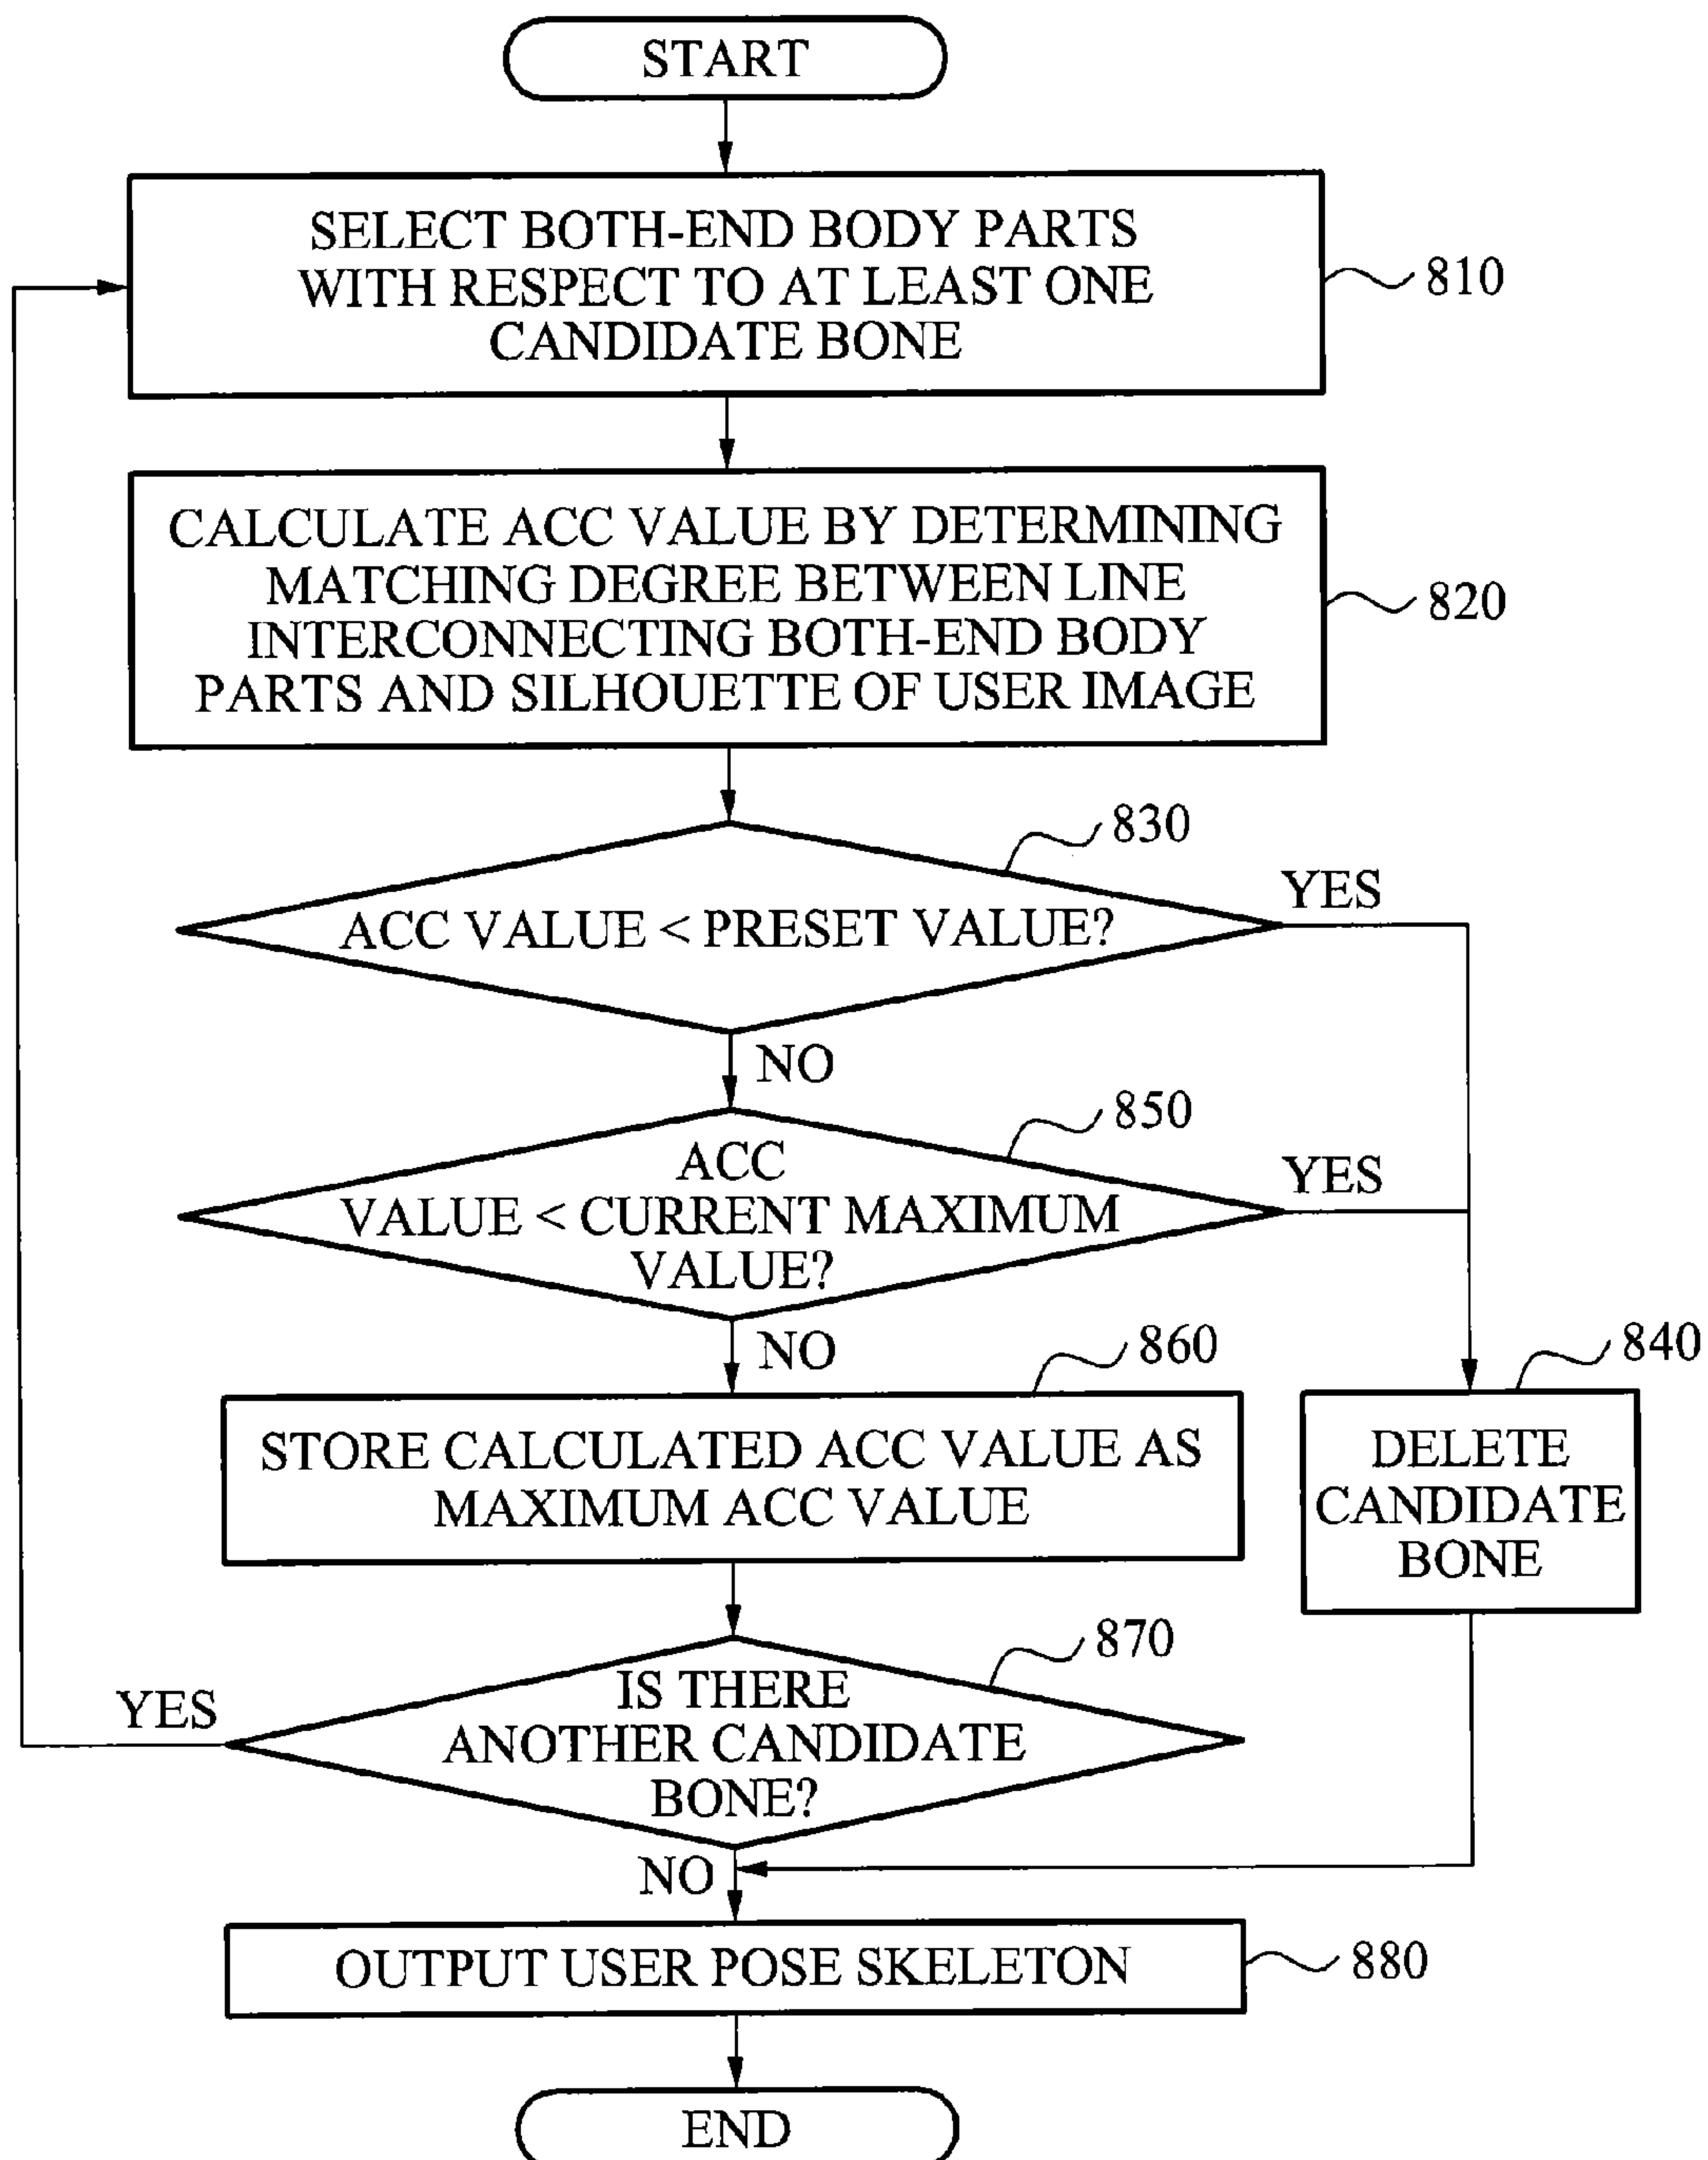 START
SELECT BOTH-END BODY PARTS
WITH RESPECT TO AT LEAST ONE
CANDIDATE BONE
810
CALCULATE ACC VALUE BY DETERMINING
MATCHING DEGREE BETWEEN LINE
INTERCONNECTING BOTH-END BODY
PARTS AND SILHOUETTE OF USER IMAGE
820
830
ACC VALUE < PRESET VALUE?
YES
NO
850
ACC
VALUE < CURRENT MAXIMUM
VALUE?
YES
NO
860
STORE CALCULATED ACC VALUE AS
MAXIMUM ACC VALUE
840
DELETE
CANDIDATE
BONE
870
IS THERE
ANOTHER CANDIDATE
BONE?
YES
NO
OUTPUT USER POSE SKELETON
880
END